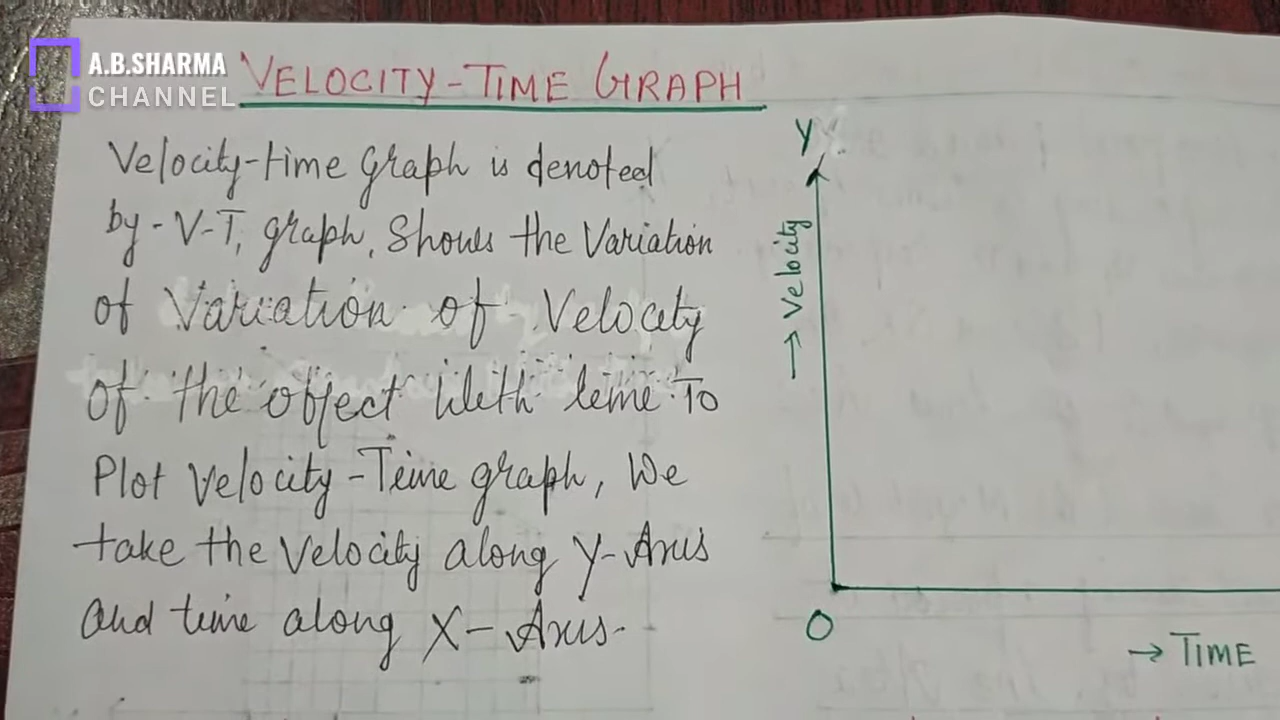 A.B.SHARMA
CHANNEL
VELOCITY-TIME GRAPH
Velocity-time graph is denoted
by - V-T, graph, Shows the Variation
of Variation of Velocity
of the object with time To
Plot Velocity-Time graph, We
take the Velocity along Y-Axis
and time along X-Axis.
Y
→ Velocity
O
→ TIME